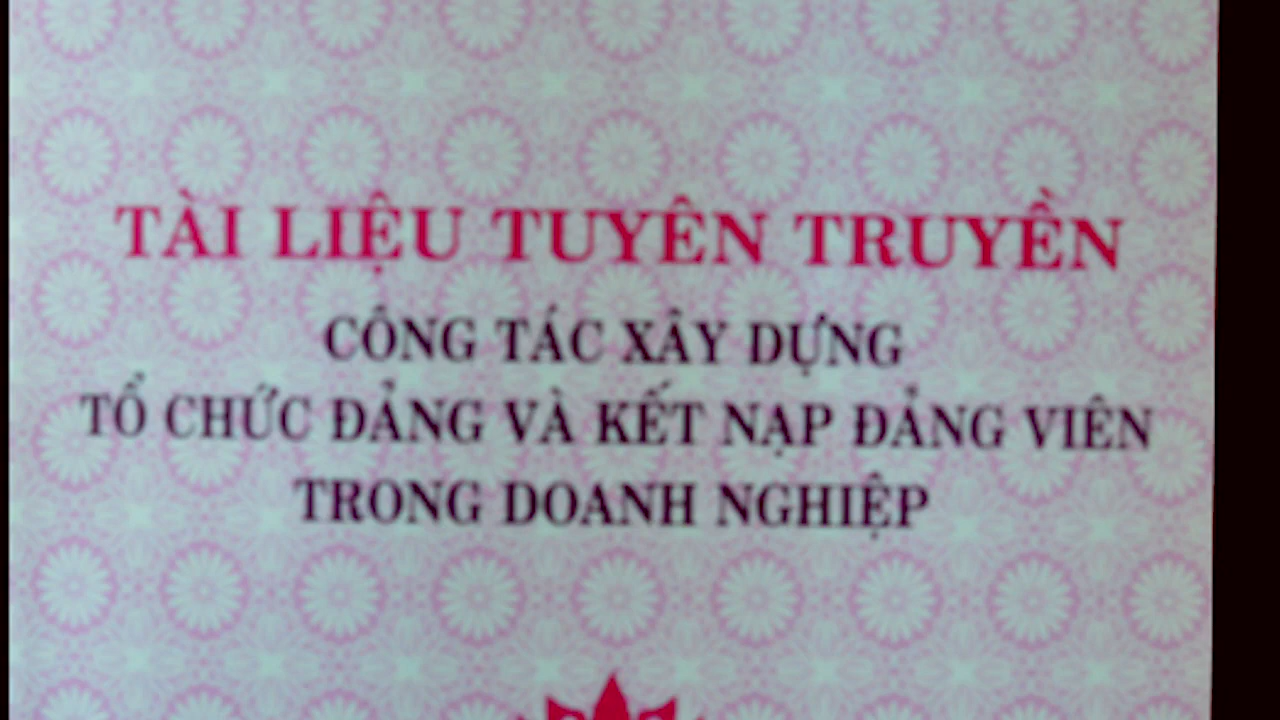 TÀI LIỆU TUYÊN TRUYỀN
CÔNG TÁC XÂY DỰNG
TỔ CHỨC ĐẢNG VÀ KẾT NẠP ĐẢNG VIÊN
TRONG DOANH NGHIỆP